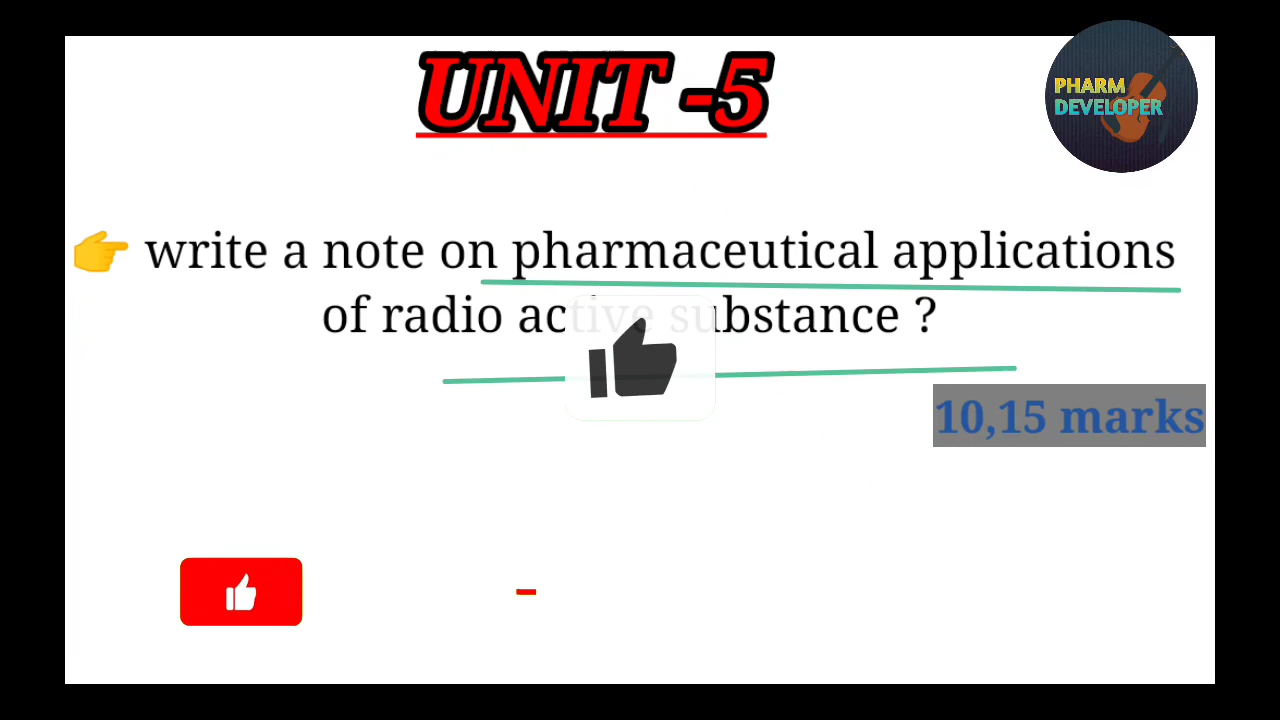 UNIT -5
PHARM
DEVELOPER
👉 write a note on pharmaceutical applications
of radio active substance ?
10,15 marks